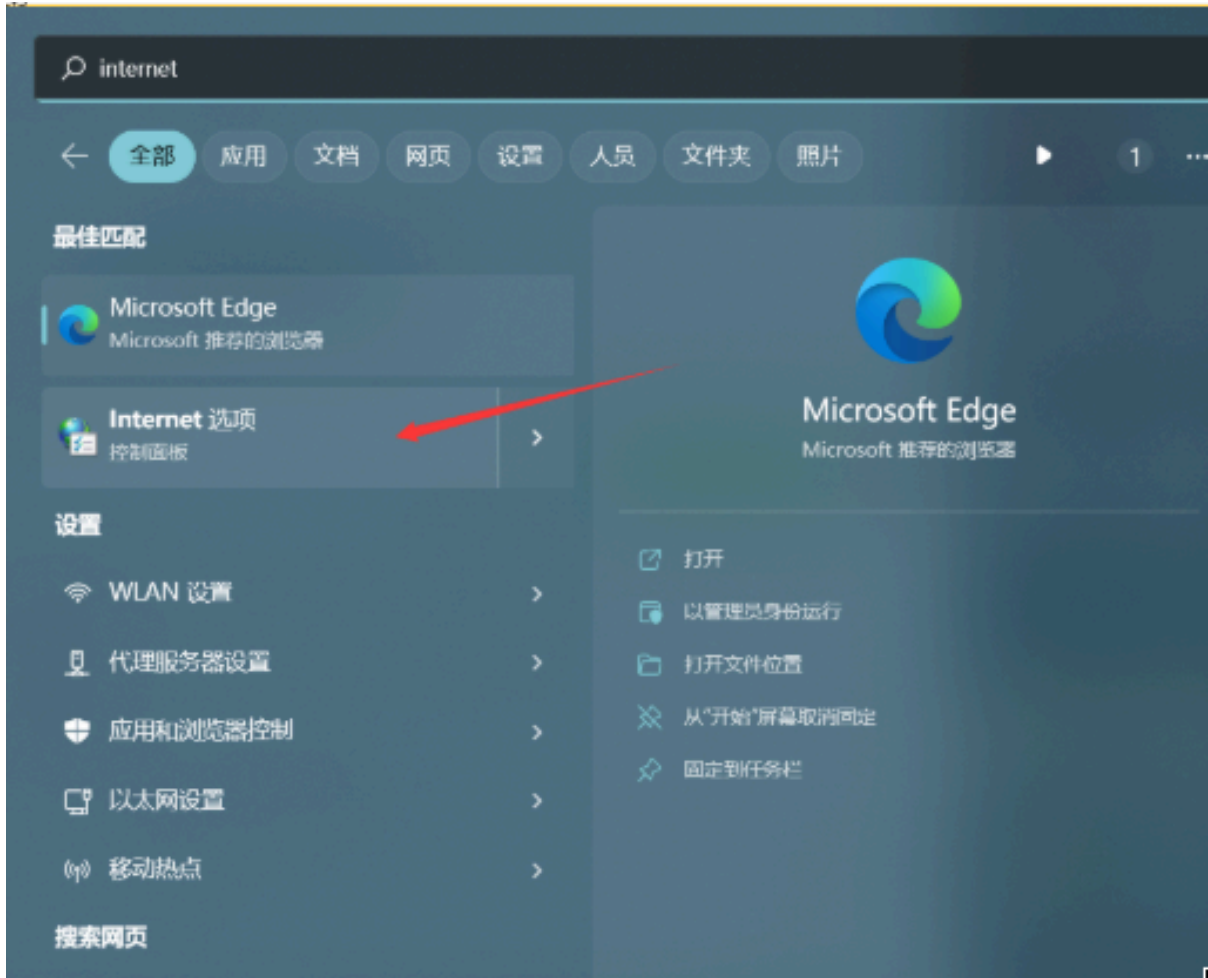 internet
全部 应用 文档 网页 设置 人员 文件夹 照片 1 ...
最佳匹配
Microsoft Edge
Microsoft 推荐的浏览器
Internet 选项
控制面板
设置
WLAN 设置
代理服务器设置
应用和浏览器控制
以太网设置
移动热点
搜索网页
Microsoft Edge
Microsoft 推荐的浏览器
打开
以管理员身份运行
打开文件位置
从"开始"屏幕取消固定
固定到任务栏